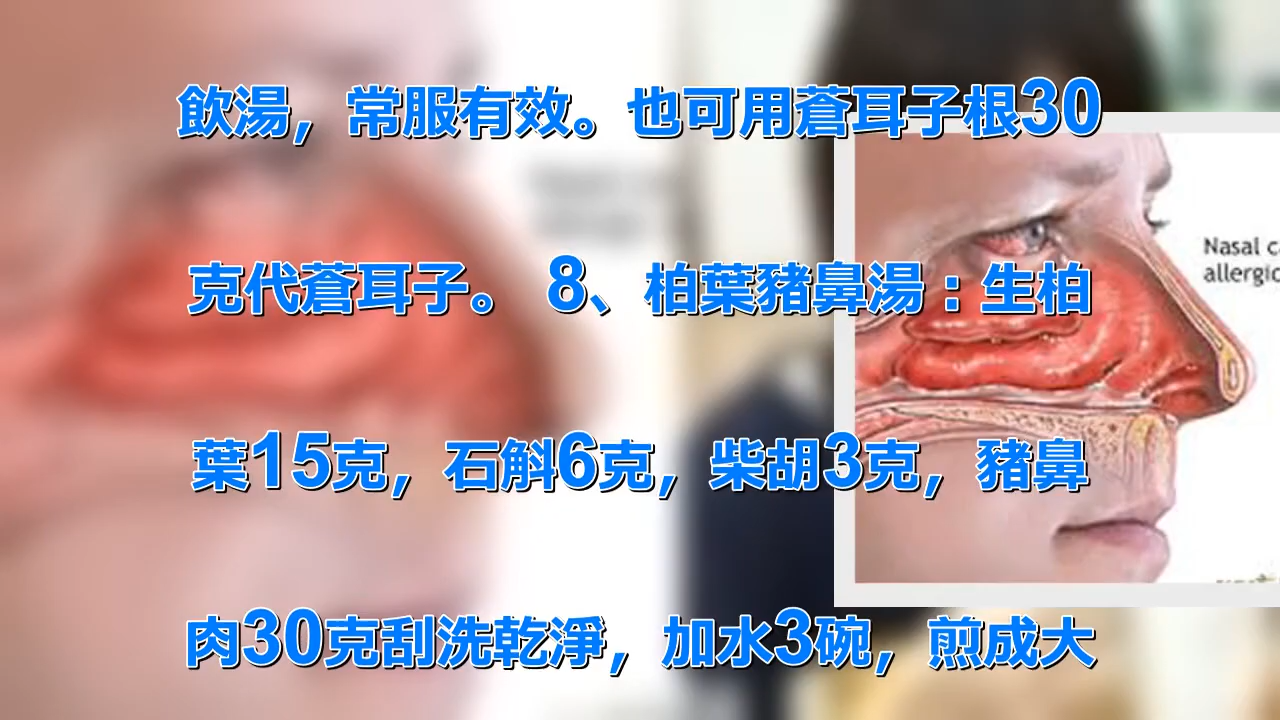 飲湯，常服有效。也可用蒼耳子根30
克代蒼耳子。 8、柏葉豬鼻湯：生柏
葉15克，石斛6克，柴胡3克，豬鼻
肉30克刮洗乾淨，加水3碗，煎成大
Nasal
allergic